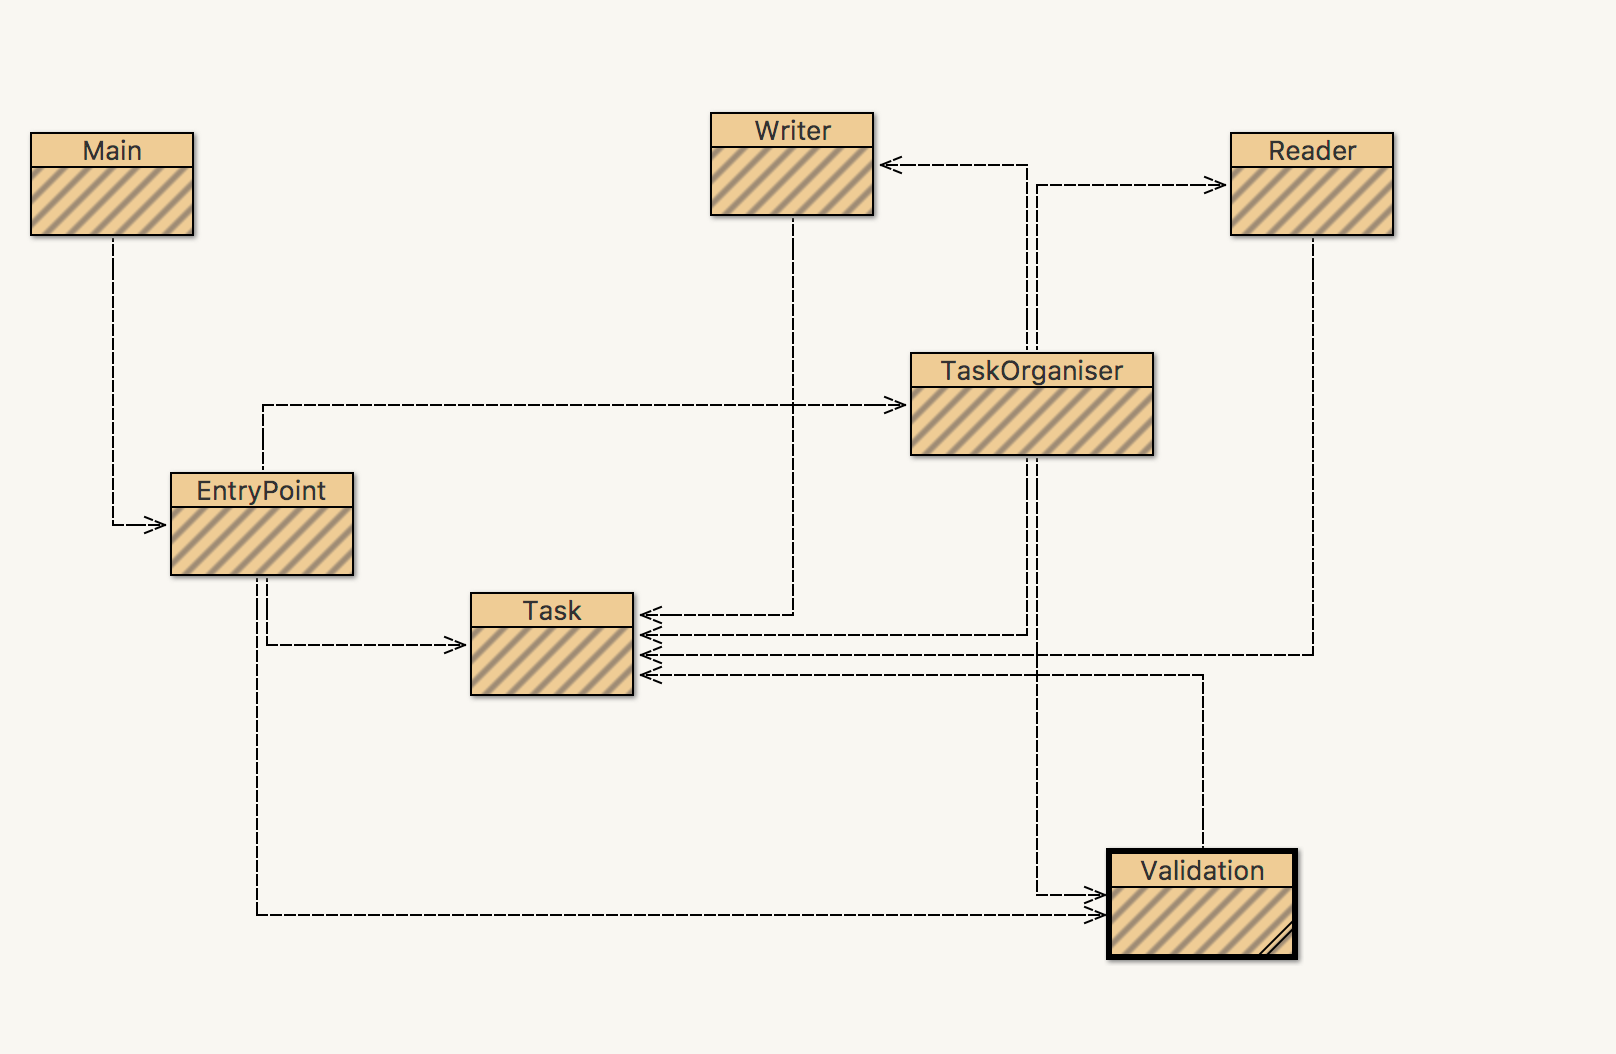 Main
Writer
Reader
TaskOrganiser
EntryPoint
Task
Validation